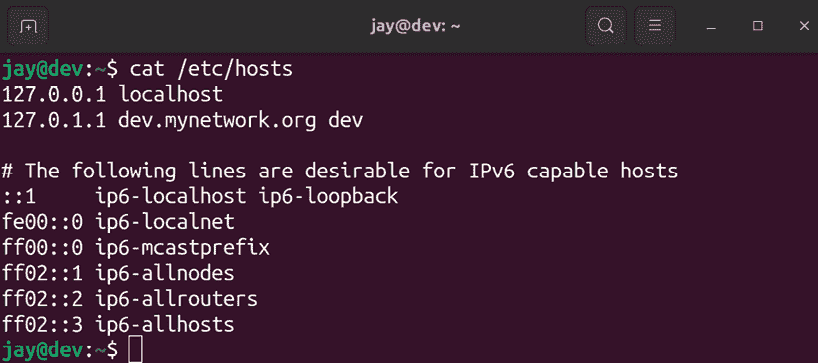 jay@dev: ~
jay@dev:~$ cat /etc/hosts
127.0.0.1 localhost
127.0.1.1 dev.mynetwork.org dev
# The following lines are desirable for IPv6 capable hosts
::1     ip6-localhost ip6-loopback
fe00::0 ip6-localnet
ff00::0 ip6-mcastprefix
ff02::1 ip6-allnodes
ff02::2 ip6-allrouters
ff02::3 ip6-allhosts
jay@dev:~$